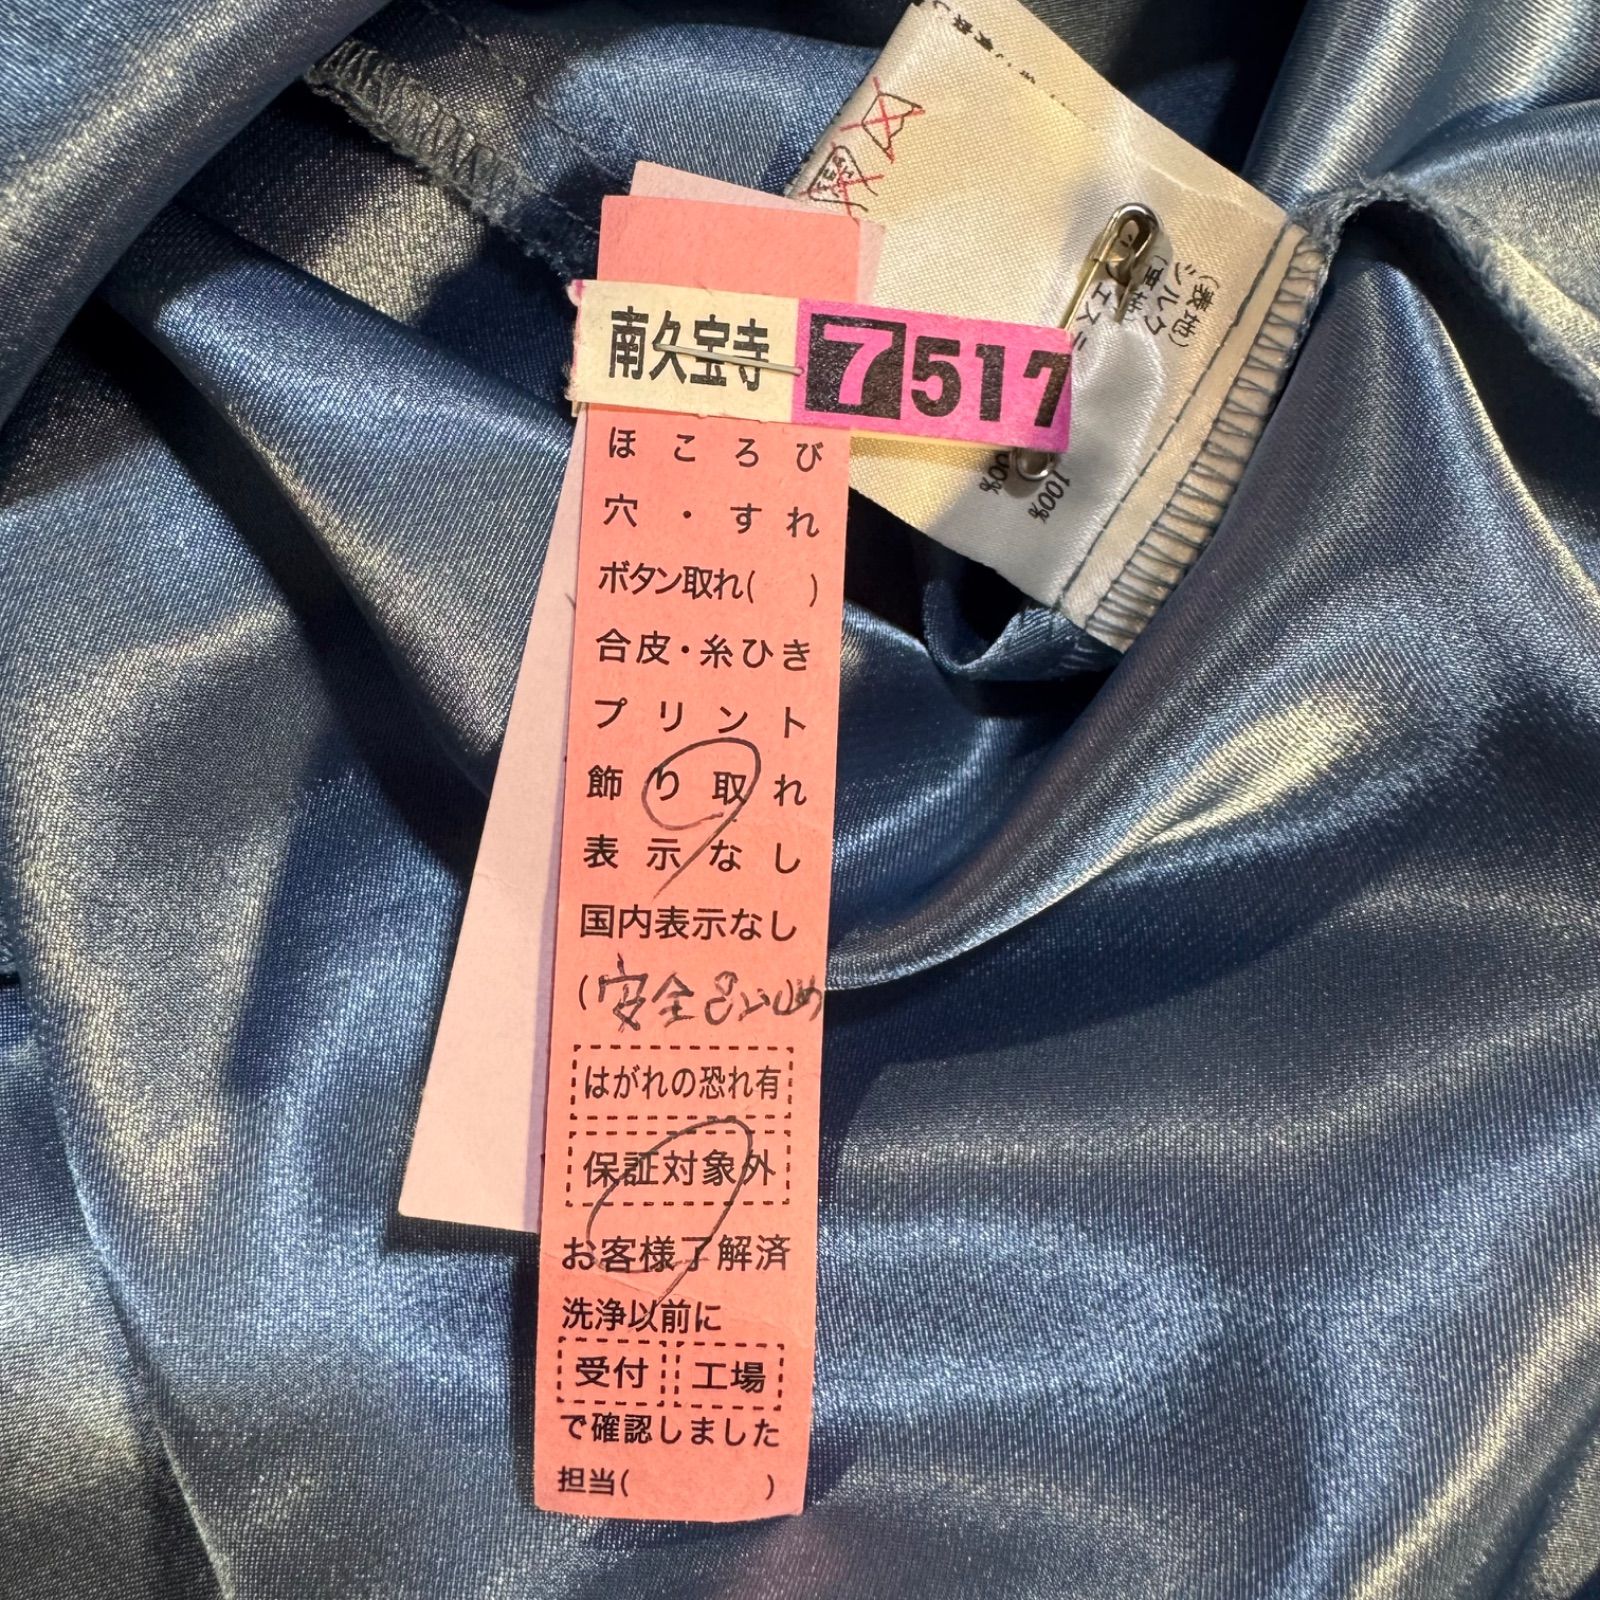 南久宝寺 7 517
ほころび
穴・すれ
ボタン取れ( )
合皮・糸ひき
プリント
飾り取れ
表示なし
国内表示なし
(安全ピン止め
はがれの恐れ有
保証対象外
お客様了解済
洗浄以前に
受付 工場
で確認しました
担当( )
(表地)
シルク
100%